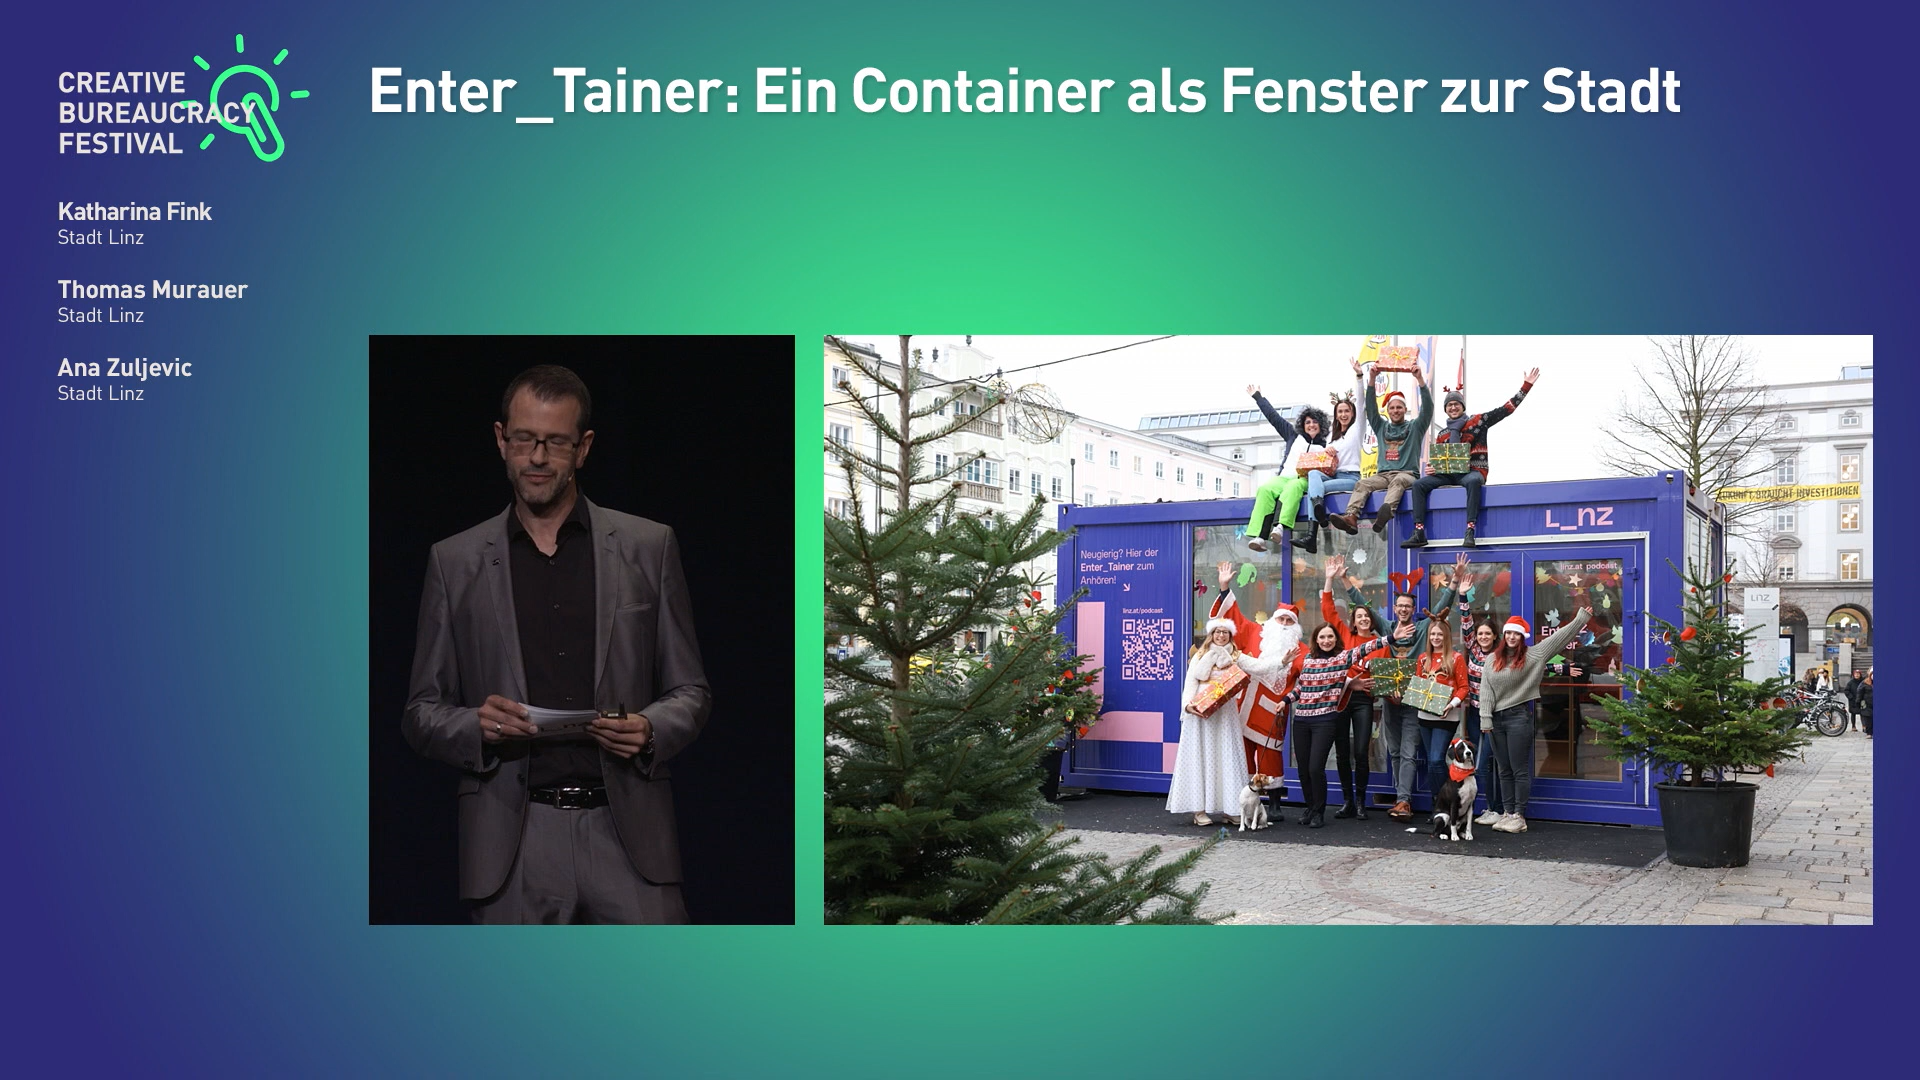 CREATIVE
BUREAUCRACY
FESTIVAL
Enter_Tainer: Ein Container als Fenster zur Stadt
Katharina Fink
Stadt Linz
Thomas Murauer
Stadt Linz
Ana Zuljevic
Stadt Linz
ZUKUNFT BRAUCHT INVESTITIONEN
L_nz
Neugierig? Hier der
Enter_Tainer zum
Anhören!
linz.at/podcast
linz.at/podcast